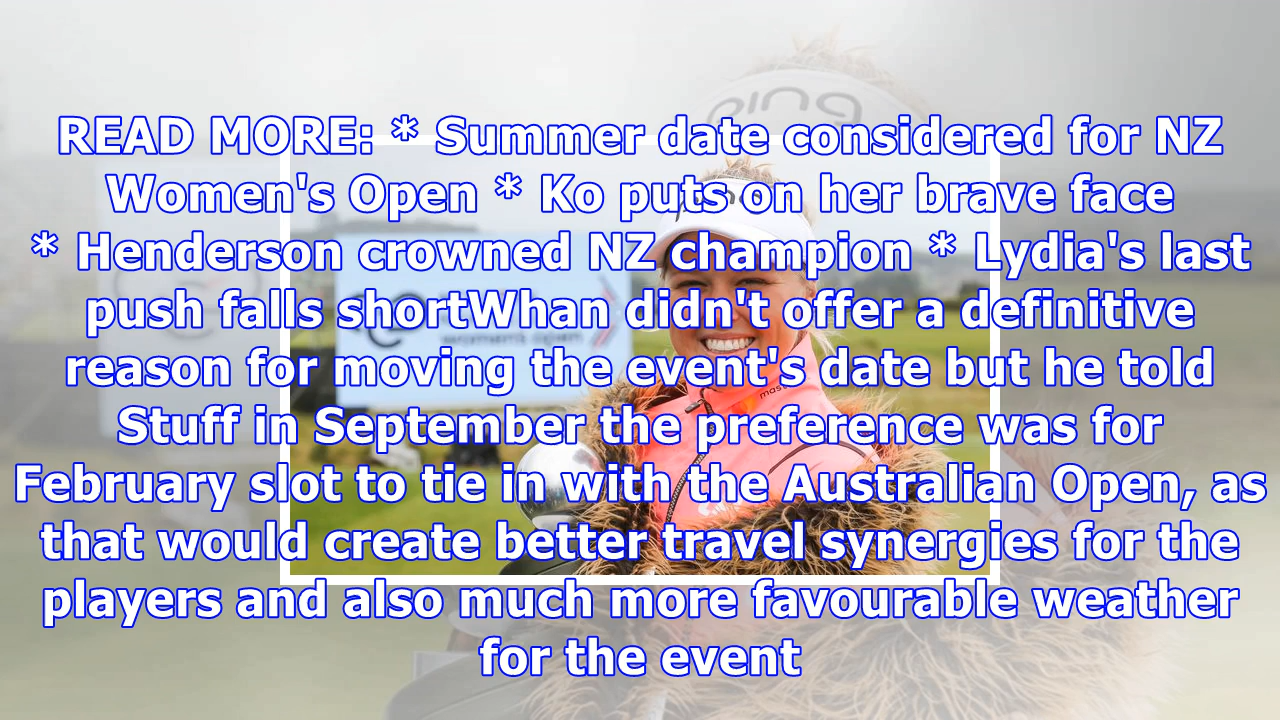 PING
READ MORE: * Summer date considered for NZ
Women's Open * Ko puts on her brave face
* Henderson crowned NZ champion * Lydia's last
push falls shortWhan didn't offer a definitive
reason for moving the event's date but he told
Stuff in September the preference was for
February slot to tie in with the Australian Open, as
that would create better travel synergies for the
players and also much more favourable weather
for the event
women's open